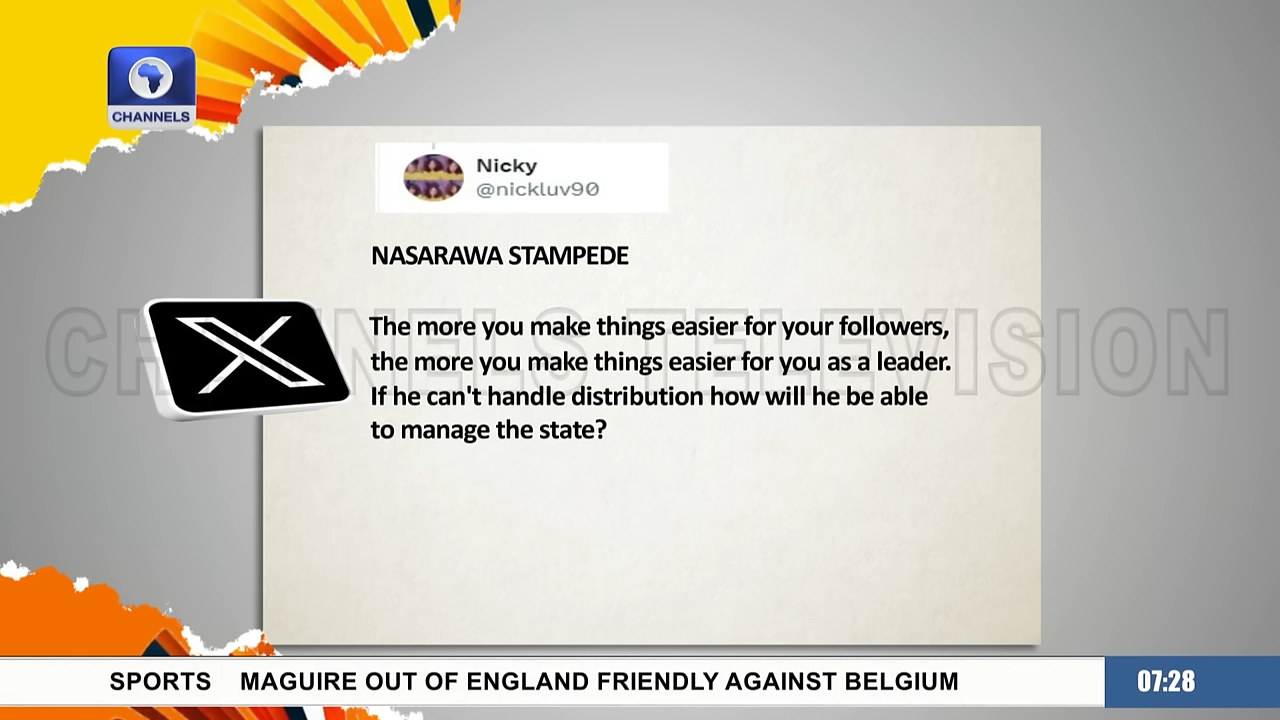 CHANNELS
Nicky
@nickluv90
NASARAWA STAMPEDE
The more you make things easier for your followers,
the more you make things easier for you as a leader.
If he can't handle distribution how will he be able
to manage the state?
CHANNELS TELEVISION
SPORTS MAGUIRE OUT OF ENGLAND FRIENDLY AGAINST BELGIUM
07:28